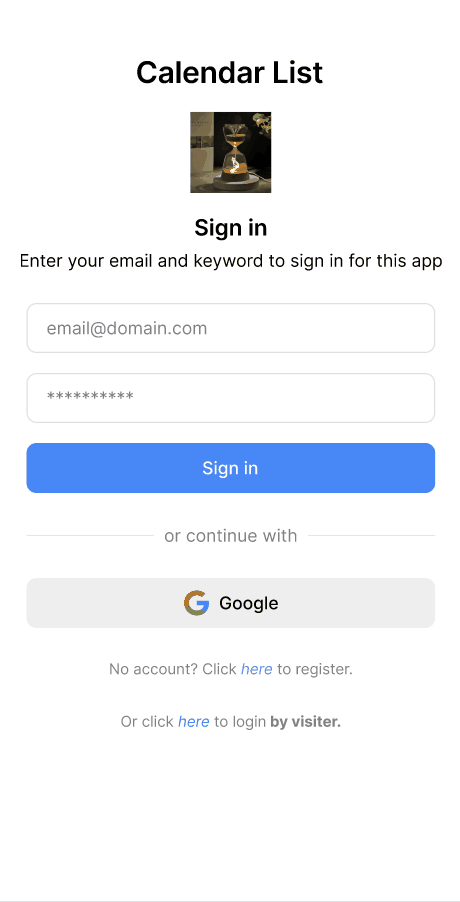 Calendar List
Sign in
Enter your email and keyword to sign in for this app
email@domain.com
**********
Sign in
or continue with
Google
No account? Click here to register.
Or click here to login by visiter.